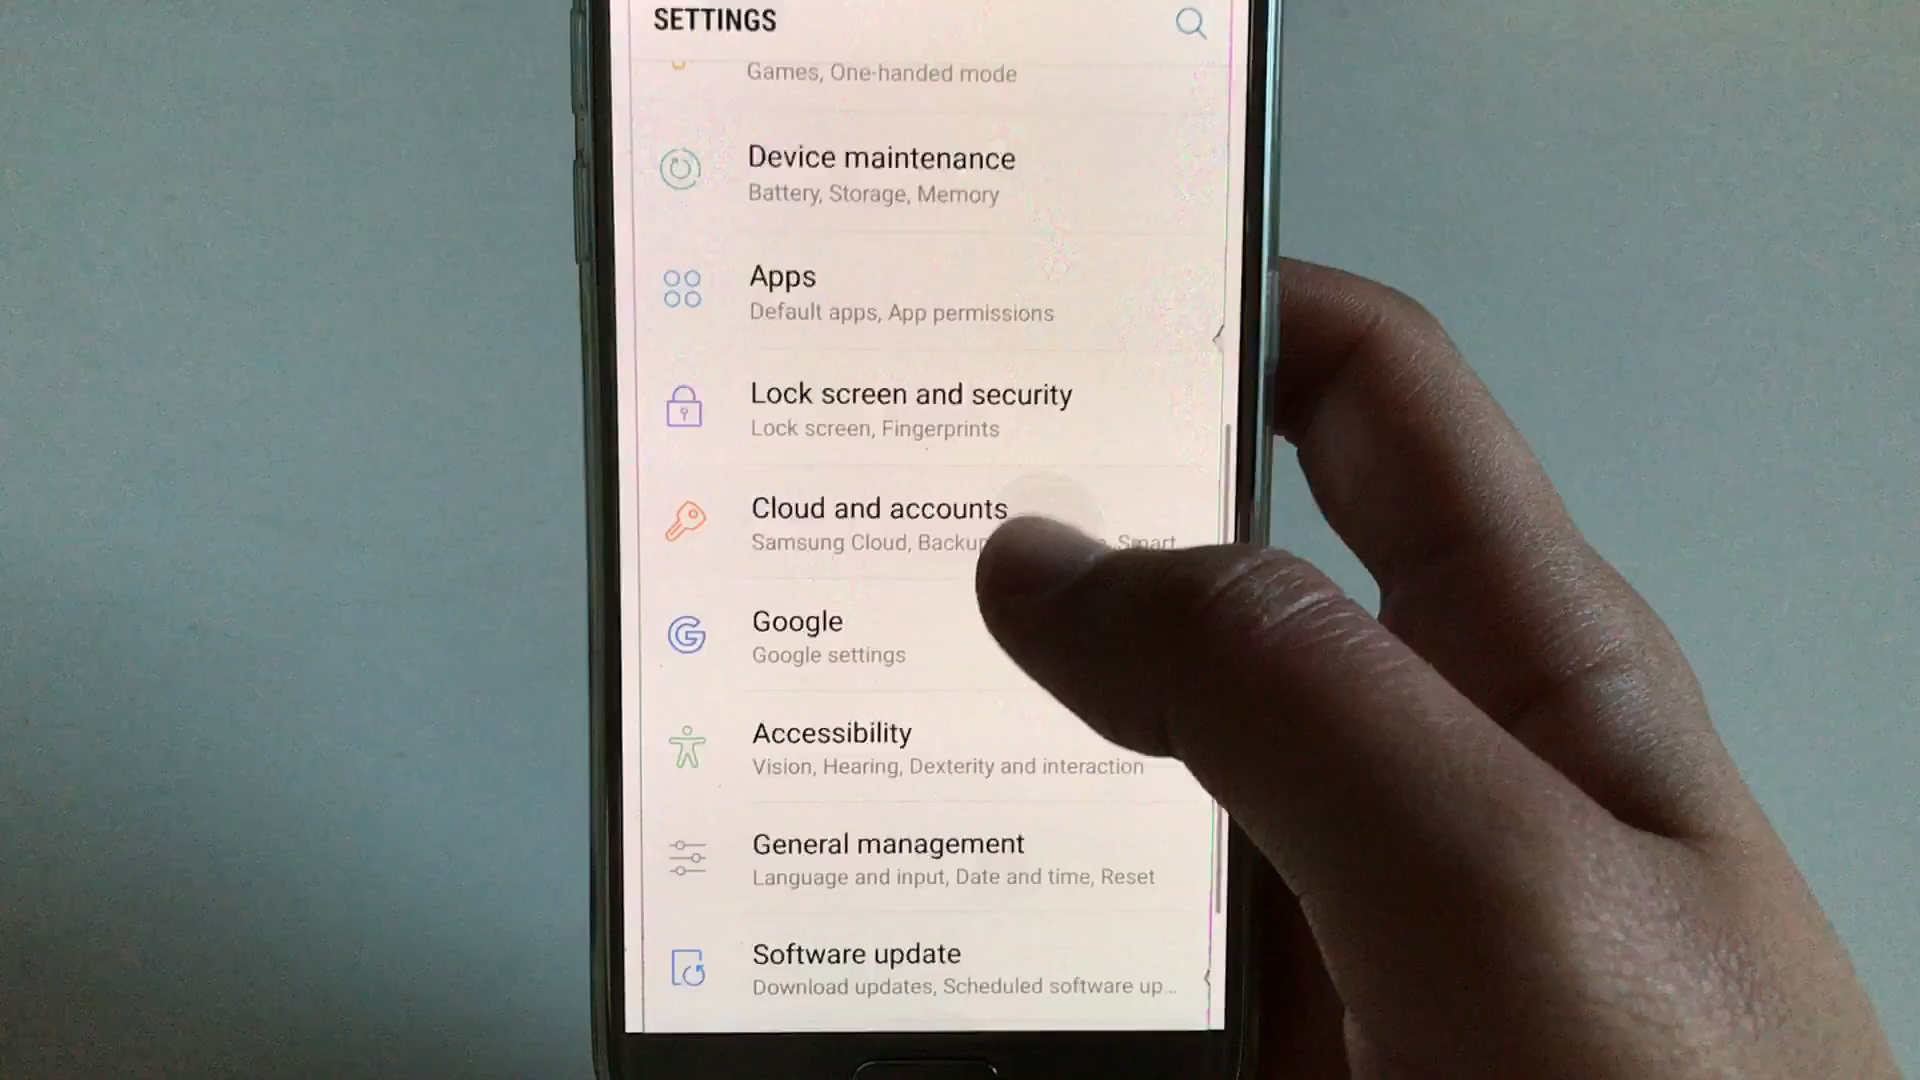 SETTINGS
Games, One-handed mode
Device maintenance
Battery, Storage, Memory
Apps
Default apps, App permissions
Lock screen and security
Lock screen, Fingerprints
Cloud and accounts
Samsung Cloud, Backup Smart
Google
Google settings
Accessibility
Vision, Hearing, Dexterity and interaction
General management
Language and input, Date and time, Reset
Software update
Download updates, Scheduled software up...